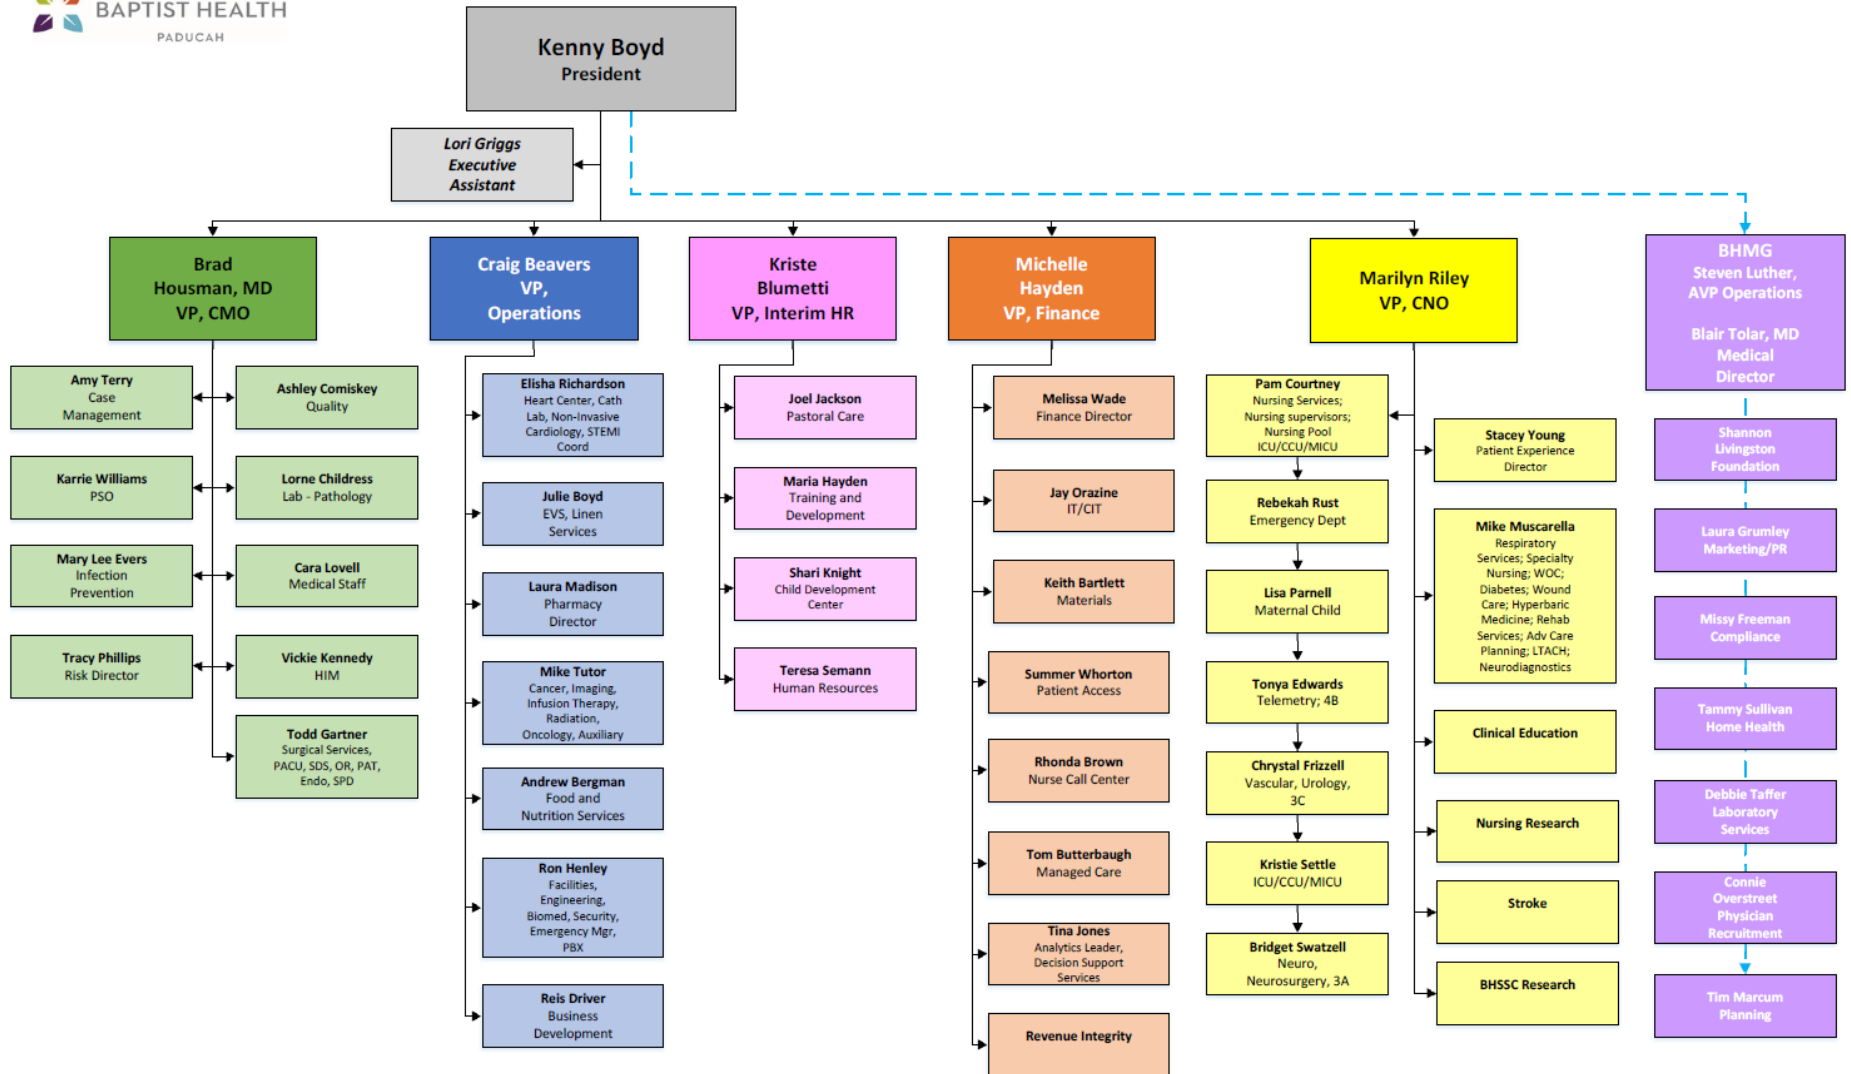 BAPTIST HEALTH
PADUCAH
Kenny Boyd
President
Lori Griggs
Executive
Assistant
Brad
Housman, MD
VP, CMO
Amy Terry
Case
Management
Ashley Comiskey
Quality
Karrie Williams
PSO
Lorne Childress
Lab - Pathology
Mary Lee Evers
Infection
Prevention
Cara Lovell
Medical Staff
Tracy Phillips
Risk Director
Vickie Kennedy
HIM
Todd Gartner
Surgical Services,
PACU, SDS, OR, PAT,
Endo, SPD
Craig Beavers
VP,
Operations
Elisha Richardson
Heart Center, Cath
Lab, Non-Invasive
Cardiology, STEMI
Coord
Julie Boyd
EVS, Linen
Services
Laura Madison
Pharmacy
Director
Mike Tutor
Cancer, Imaging,
Infusion Therapy,
Radiation,
Oncology, Auxiliary
Andrew Bergman
Food and
Nutrition Services
Ron Henley
Facilities,
Engineering,
Biomed, Security,
Emergency Mgr,
PBX
Reis Driver
Business
Development
Kriste
Blumetti
VP, Interim HR
Joel Jackson
Pastoral Care
Maria Hayden
Training and
Development
Shari Knight
Child Development
Center
Teresa Semann
Human Resources
Michelle
Hayden
VP, Finance
Melissa Wade
Finance Director
Jay Orazine
IT/CIT
Keith Bartlett
Materials
Summer Whorton
Patient Access
Rhonda Brown
Nurse Call Center
Tom Butterbaugh
Managed Care
Tina Jones
Analytics Leader,
Decision Support
Services
Revenue Integrity
Marilyn Riley
VP, CNO
Pam Courtney
Nursing Services;
Nursing supervisors;
Nursing Pool
ICU/CCU/MICU
Rebekah Rust
Emergency Dept
Lisa Parnell
Maternal Child
Tonya Edwards
Telemetry; 4B
Chrystal Frizzell
Vascular, Urology,
3C
Kristie Settle
ICU/CCU/MICU
Bridget Swatzell
Neuro,
Neurosurgery, 3A
Stacey Young
Patient Experience
Director
Mike Muscarella
Respiratory
Services; Specialty
Nursing; WOC;
Diabetes; Wound
Care; Hyperbaric
Medicine; Rehab
Services; Adv Care
Planning; LTACH;
Neurodiagnostics
Clinical Education
Nursing Research
Stroke
BHSSC Research
BHMG
Steven Luther,
AVP Operations
Blair Tolar, MD
Medical
Director
Shannon
Livingston
Foundation
Laura Grumley
Marketing/PR
Missy Freeman
Compliance
Tammy Sullivan
Home Health
Debbie Taffer
Laboratory
Services
Connie
Overstreet
Physician
Recruitment
Tim Marcum
Planning